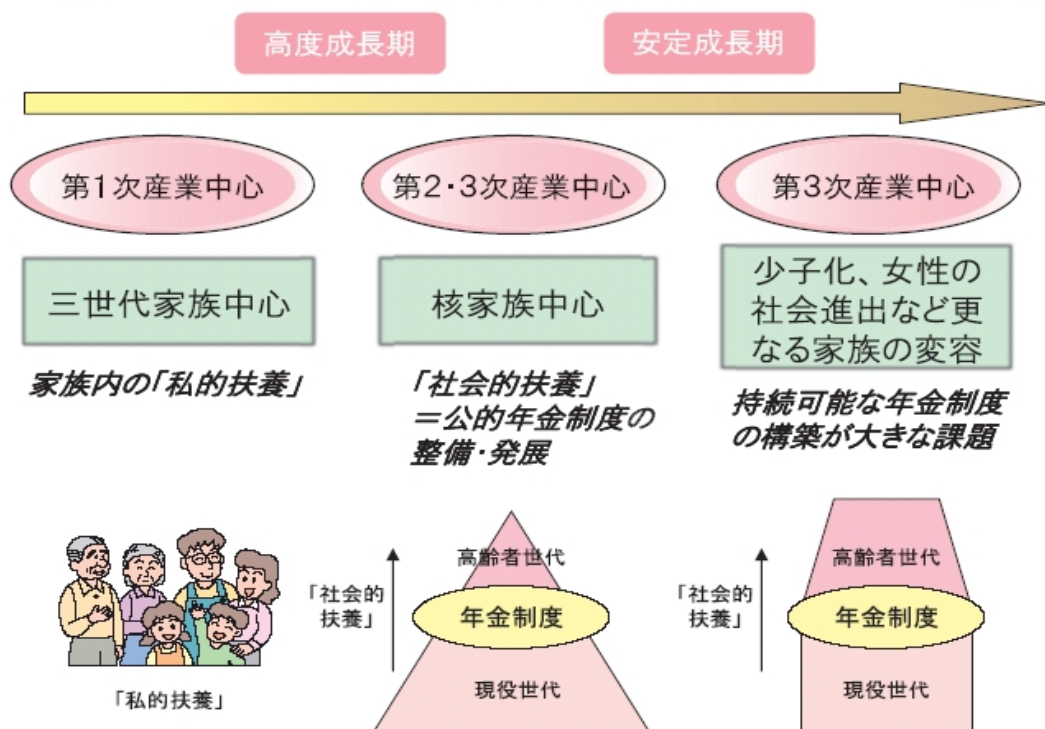 高度成長期
安定成長期
第1次産業中心
第2・3次産業中心
第3次産業中心
三世代家族中心
核家族中心
少子化、女性の
社会進出など更
なる家族の変容
家族内の「私的扶養」
「社会的扶養」
＝公的年金制度の
整備・発展
持続可能な年金制度
の構築が大きな課題
「私的扶養」
「社会的
扶養」
高齢者世代
年金制度
現役世代
「社会的
扶養」
高齢者世代
年金制度
現役世代